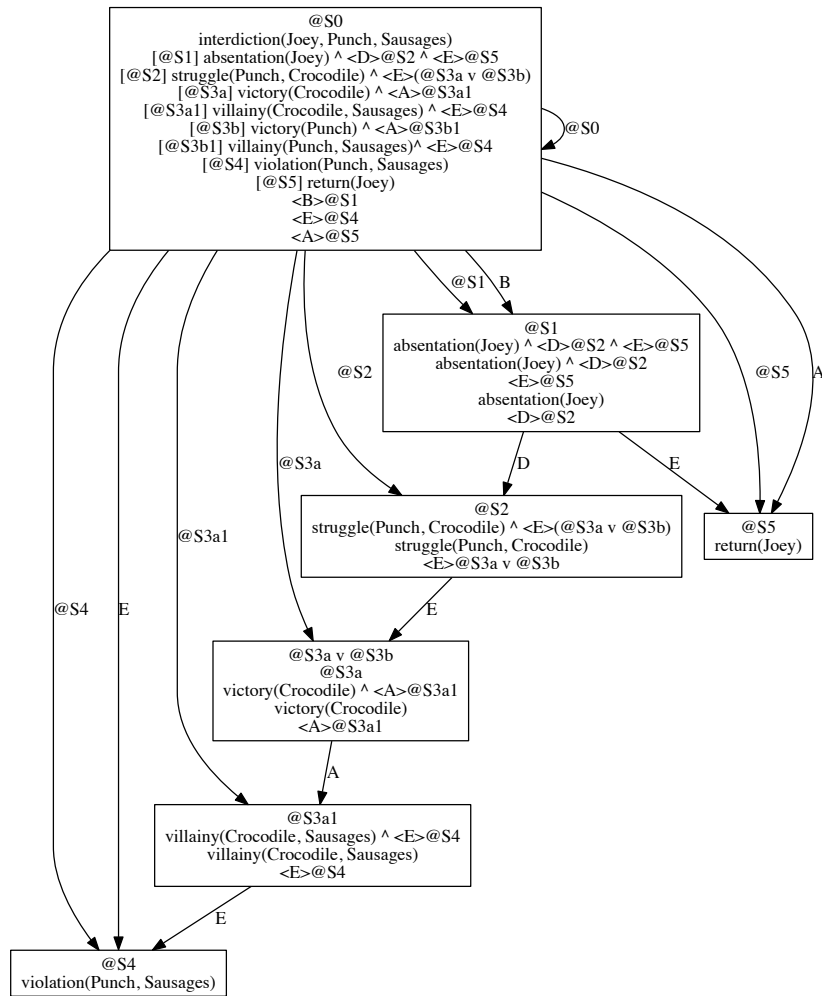 @S0
interdiction(Joey, Punch, Sausages)
[@S1] absentation(Joey) ^ <D>@S2 ^ <E>@S5
[@S2] struggle(Punch, Crocodile) ^ <E>(@S3a v @S3b)
[@S3a] victory(Crocodile) ^ <A>@S3a1
[@S3a1] villainy(Crocodile, Sausages) ^ <E>@S4
[@S3b] victory(Punch) ^ <A>@S3b1
[@S3b1] villainy(Punch, Sausages)^ <E>@S4
[@S4] violation(Punch, Sausages)
[@S5] return(Joey)
<B>@S1
<E>@S4
<A>@S5
@S0
@S1
B
@S1
absentation(Joey) ^ <D>@S2 ^ <E>@S5
absentation(Joey) ^ <D>@S2
<E>@S5
absentation(Joey)
<D>@S2
@S2
@S5
A
@S3a
D
E
@S2
struggle(Punch, Crocodile) ^ <E>(@S3a v @S3b)
struggle(Punch, Crocodile)
<E>@S3a v @S3b
@S5
return(Joey)
@S3a1
@S4
E
E
@S3a v @S3b
@S3a
victory(Crocodile) ^ <A>@S3a1
victory(Crocodile)
<A>@S3a1
A
@S3a1
villainy(Crocodile, Sausages) ^ <E>@S4
villainy(Crocodile, Sausages)
<E>@S4
E
@S4
violation(Punch, Sausages)